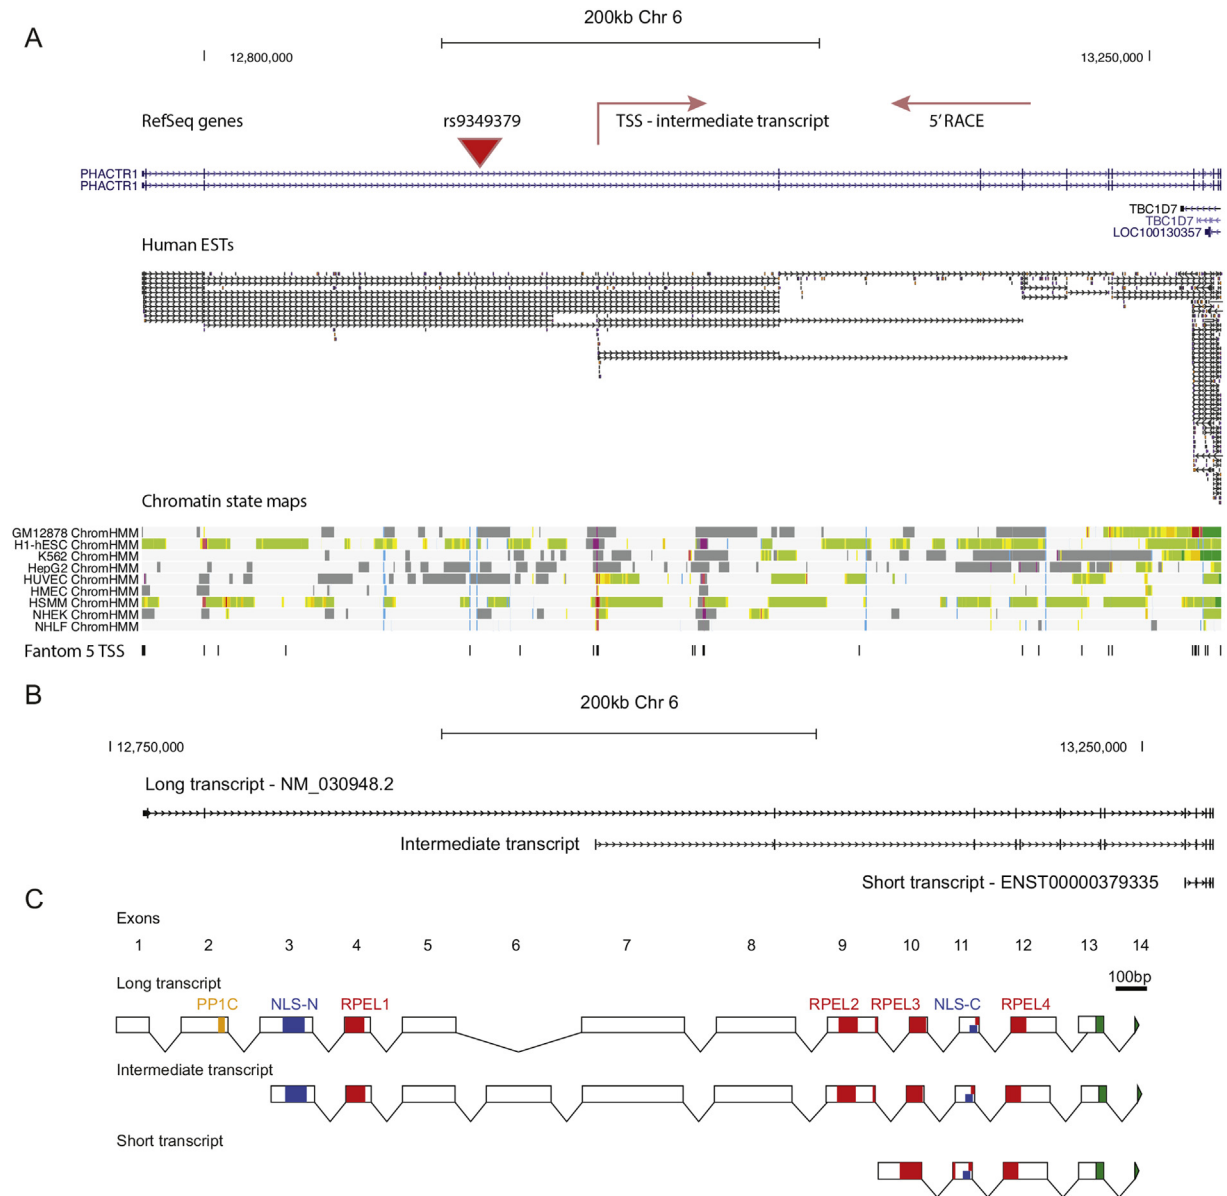 A
200kb Chr 6
12,800,000
13,250,000
RefSeq genes
rs9349379
TSS - intermediate transcript
5' RACE
PHACTR1
PHACTR1
TBC1D7
TBC1D7
LOC100130357
Human ESTs
Chromatin state maps
GM12878 ChromHMM
H1-hESC ChromHMM
K562 ChromHMM
HepG2 ChromHMM
HUVEC ChromHMM
HMEC ChromHMM
HSMM ChromHMM
NHEK ChromHMM
NHLF ChromHMM
Fantom 5 TSS
B
200kb Chr 6
12,750,000
13,250,000
Long transcript - NM_030948.2
Intermediate transcript
Short transcript - ENST00000379335
C
Exons
1 2 3 4 5 6 7 8 9 10 11 12 13 14
100bp
Long transcript
PP1C NLS-N RPEL1 RPEL2 RPEL3 NLS-C RPEL4
Intermediate transcript
Short transcript